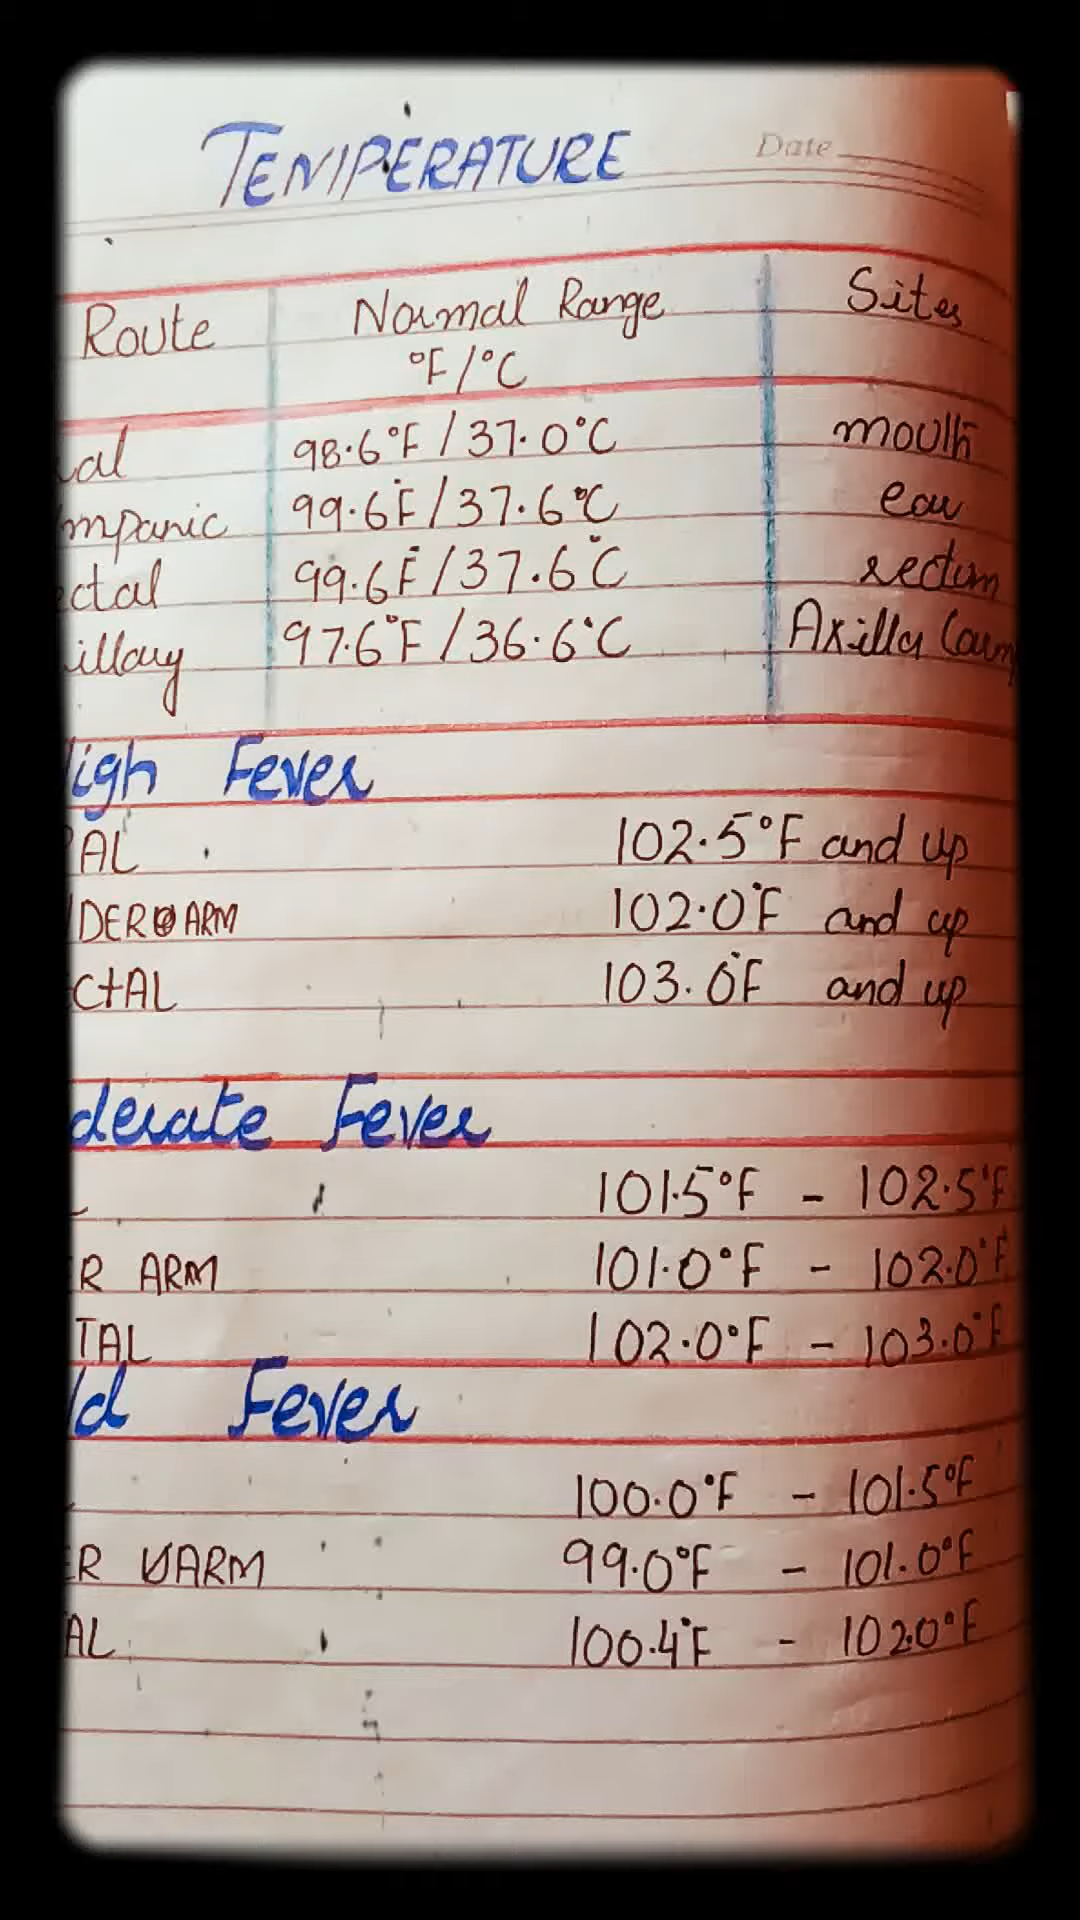 TEMPERATURE
Date
Route Normal Range Sites
°F/°C
al 98.6°F/37.0°C mouth
mpanic 99.6°F/37.6°C ear
ctal 99.6°F/37.6°C rectum
illary 97.6°F/36.6°C Axilla (arm
igh Fever
AL 102.5°F and up
DER ARM 102.0°F and up
CtAL 103.0°F and up
derate Fever
101.5°F - 102.5°F
R ARM 101.0°F - 102.0°F
TAL 102.0°F - 103.0°F
ld Fever
100.0°F - 101.5°F
ER ARM 99.0°F - 101.0°F
AL 100.4°F - 102.0°F